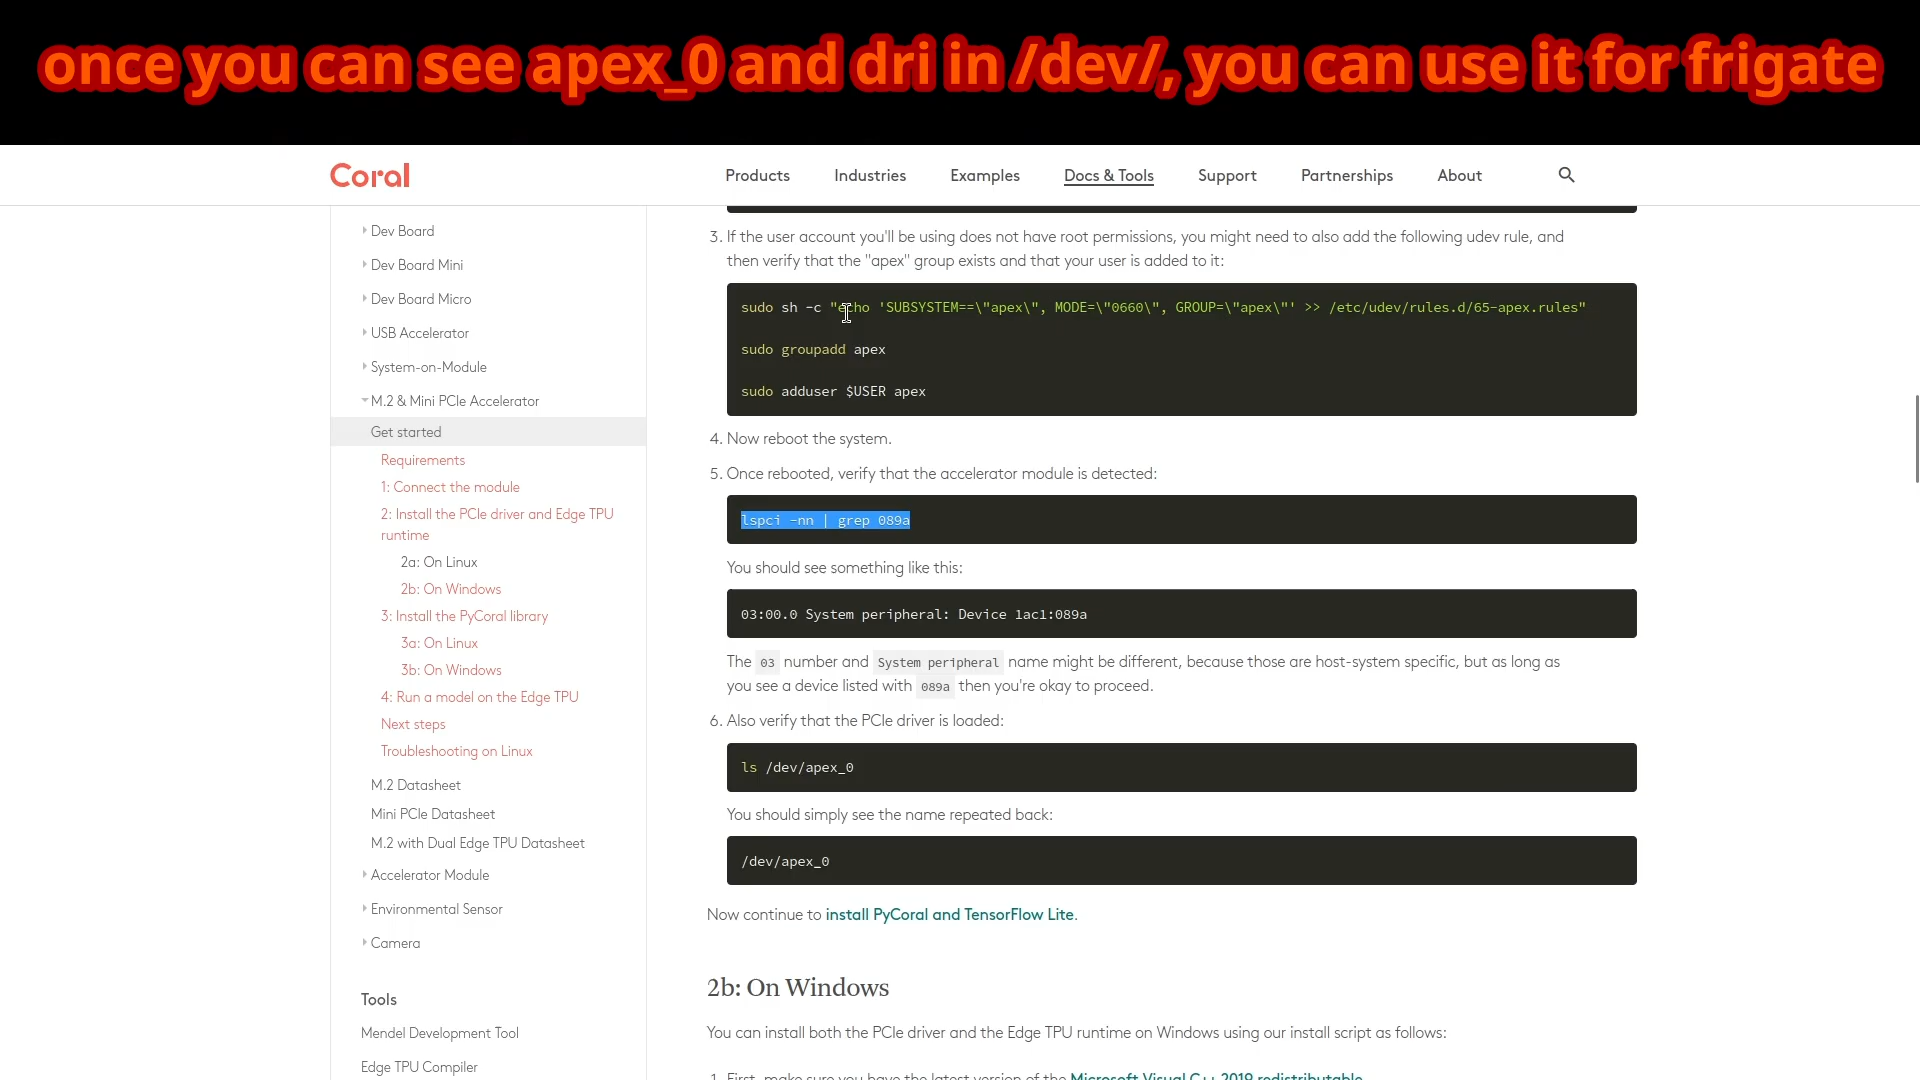 once you can see apex_0 and dri in /dev/, you can use it for frigate
Coral
Products
Industries
Examples
Docs & Tools
Support
Partnerships
About
Dev Board
Dev Board Mini
Dev Board Micro
USB Accelerator
System-on-Module
M.2 & Mini PCIe Accelerator
Get started
Requirements
1: Connect the module
2: Install the PCIe driver and Edge TPU
runtime
2a: On Linux
2b: On Windows
3: Install the PyCoral library
3a: On Linux
3b: On Windows
4: Run a model on the Edge TPU
Next steps
Troubleshooting on Linux
M.2 Datasheet
Mini PCIe Datasheet
M.2 with Dual Edge TPU Datasheet
Accelerator Module
Environmental Sensor
Camera
Tools
Mendel Development Tool
Edge TPU Compiler
3. If the user account you'll be using does not have root permissions, you might need to also add the following udev rule, and
then verify that the "apex" group exists and that your user is added to it:
sudo sh -c "echo 'SUBSYSTEM==\"apex\", MODE=\"0660\", GROUP=\"apex\"' >> /etc/udev/rules.d/65-apex.rules"
sudo groupadd apex
sudo adduser $USER apex
4. Now reboot the system.
5. Once rebooted, verify that the accelerator module is detected:
lspci -nn | grep 089a
You should see something like this:
03:00.0 System peripheral: Device 1ac1:089a
The 03 number and System peripheral name might be different, because those are host-system specific, but as long as
you see a device listed with 089a then you're okay to proceed.
6. Also verify that the PCIe driver is loaded:
ls /dev/apex_0
You should simply see the name repeated back:
/dev/apex_0
Now continue to install PyCoral and TensorFlow Lite.
2b: On Windows
You can install both the PCIe driver and the Edge TPU runtime on Windows using our install script as follows:
1. First, make sure you have the latest version of the Microsoft Visual C++ 2019 redistributable